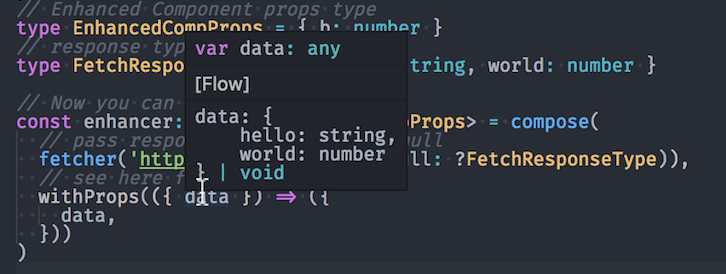 // Enhanced Component props type
type EnhancedCompProps = { b: number }
// response typ
type FetchRespo tring, world: number }
// Now you can
const enhancer: Props> = compose(
// pass respo ull
fetcher('http all: ?FetchResponseType)),
// see here f
withProps(({ data }) => ({
data,
}))
)
var data: any
[Flow]
data: {
hello: string,
world: number
} | void